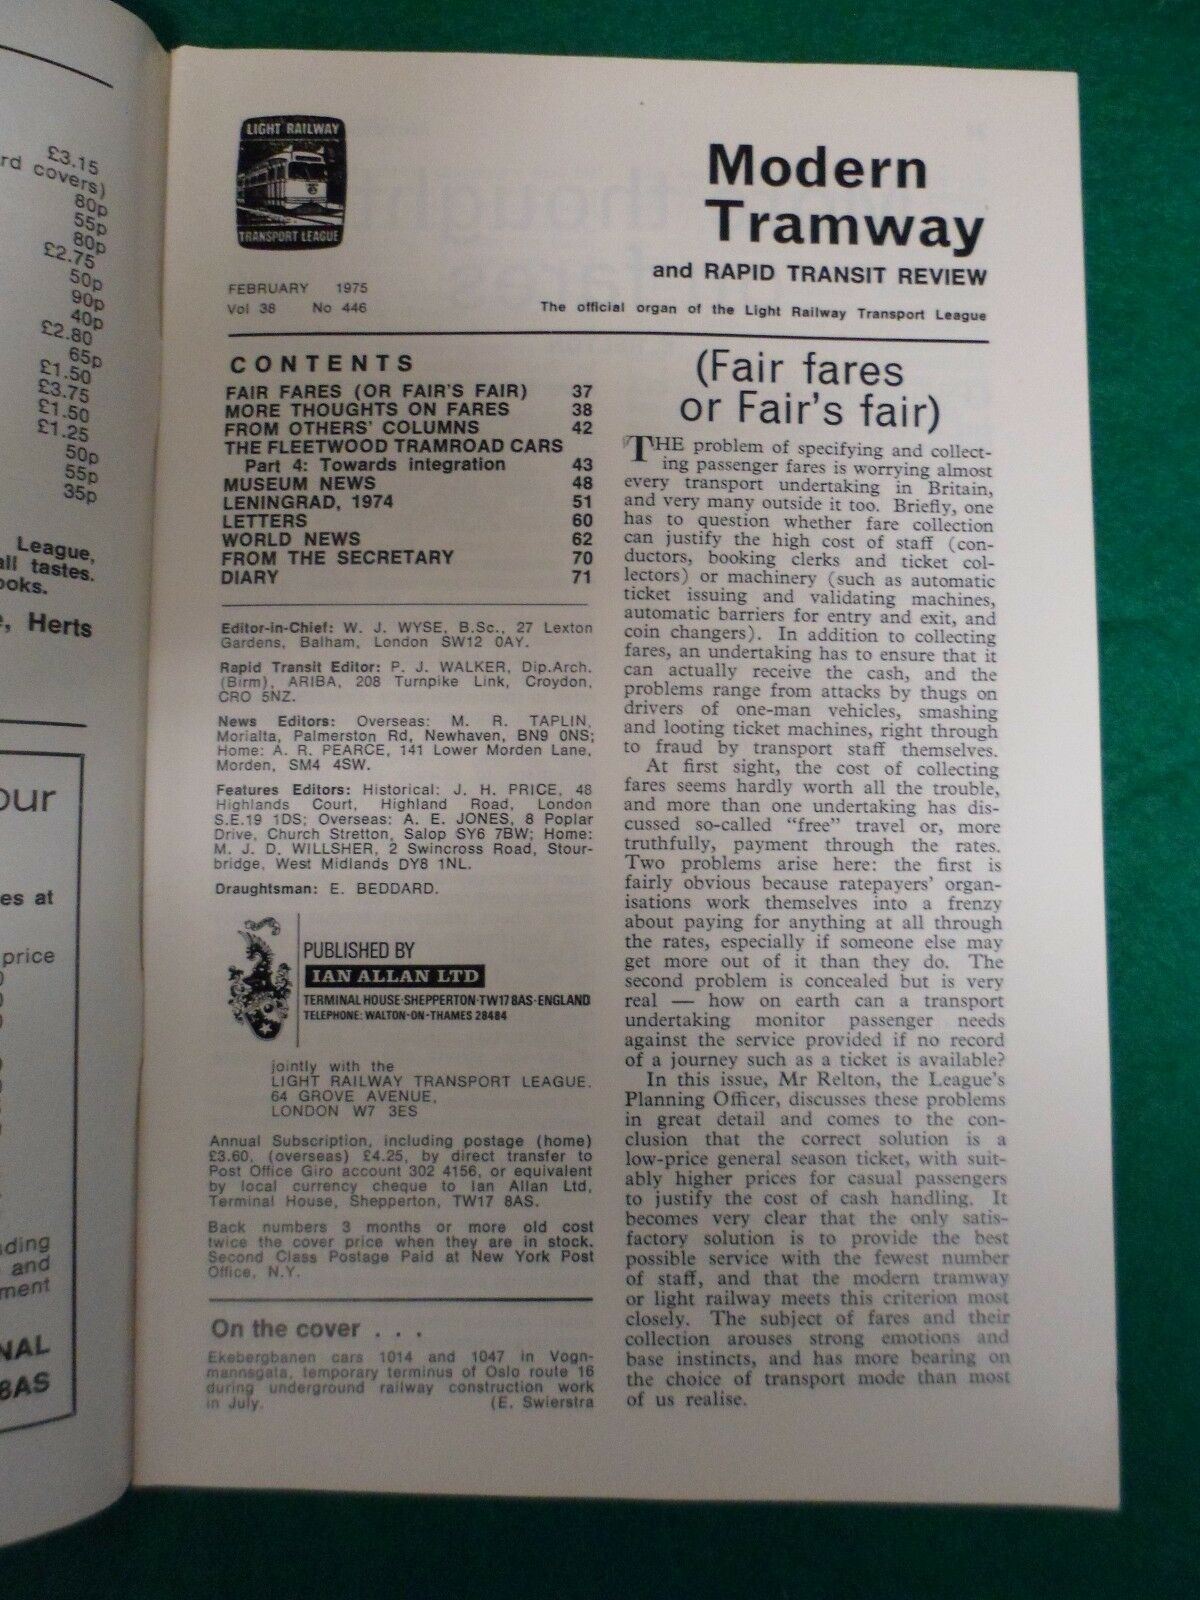 £3.15
rd covers)
80p
55p
80p
£2.75
50p
90p
40p
£2.80
65p
£1.50
£3.75
£1.50
£1.25
50p
55p
35p
League,
all tastes.
ooks.
, Herts
our
es at
price
ding
and
ment
NAL
8AS
LIGHT RAILWAY
TRANSPORT LEAGUE
Modern
Tramway
and RAPID TRANSIT REVIEW
FEBRUARY 1975
Vol 38 No 446
The official organ of the Light Railway Transport League
CONTENTS
FAIR FARES (OR FAIR'S FAIR) 37
MORE THOUGHTS ON FARES 38
FROM OTHERS' COLUMNS 42
THE FLEETWOOD TRAMROAD CARS
Part 4: Towards integration 43
MUSEUM NEWS 48
LENINGRAD, 1974 51
LETTERS 60
WORLD NEWS 62
FROM THE SECRETARY 70
DIARY 71
Editor-in-Chief: W. J. WYSE, B.Sc., 27 Lexton
Gardens, Balham, London SW12 0AY.
Rapid Transit Editor: P. J. WALKER, Dip.Arch.
(Birm), ARIBA, 208 Turnpike Link, Croydon,
CRO 5NZ.
News Editors: Overseas: M. R. TAPLIN,
Morialta, Palmerston Rd, Newhaven, BN9 0NS;
Home: A. R. PEARCE, 141 Lower Morden Lane,
Morden, SM4 4SW.
Features Editors: Historical: J. H. PRICE, 48
Highlands Court, Highland Road, London
S.E.19 1DS; Overseas: A. E. JONES, 8 Poplar
Drive, Church Stretton, Salop SY6 7BW; Home:
M. J. D. WILLSHER, 2 Swincross Road, Stour-
bridge, West Midlands DY8 1NL.
Draughtsman: E. BEDDARD.
PUBLISHED BY
IAN ALLAN LTD
TERMINAL HOUSE·SHEPPERTON·TW17 8AS·ENGLAND
TELEPHONE: WALTON-ON-THAMES 28484
jointly with the
LIGHT RAILWAY TRANSPORT LEAGUE.
64 GROVE AVENUE,
LONDON W7 3ES
Annual Subscription, including postage (home)
£3.60, (overseas) £4.25, by direct transfer to
Post Office Giro account 302 4156, or equivalent
by local currency cheque to Ian Allan Ltd,
Terminal House, Shepperton, TW17 8AS.
Back numbers 3 months or more old cost
twice the cover price when they are in stock.
Second Class Postage Paid at New York Post
Office, N.Y.
On the cover . . .
Ekebergbanen cars 1014 and 1047 in Vogn-
mannsgata, temporary terminus of Oslo route 16
during underground railway construction work
in July. (E. Swierstra
(Fair fares
or Fair's fair)
THE problem of specifying and collect-
ing passenger fares is worrying almost
every transport undertaking in Britain,
and very many outside it too. Briefly, one
has to question whether fare collection
can justify the high cost of staff (con-
ductors, booking clerks and ticket col-
lectors) or machinery (such as automatic
ticket issuing and validating machines,
automatic barriers for entry and exit, and
coin changers). In addition to collecting
fares, an undertaking has to ensure that it
can actually receive the cash, and the
problems range from attacks by thugs on
drivers of one-man vehicles, smashing
and looting ticket machines, right through
to fraud by transport staff themselves.
At first sight, the cost of collecting
fares seems hardly worth all the trouble,
and more than one undertaking has dis-
cussed so-called “free” travel or, more
truthfully, payment through the rates.
Two problems arise here: the first is
fairly obvious because ratepayers' organ-
isations work themselves into a frenzy
about paying for anything at all through
the rates, especially if someone else may
get more out of it than they do. The
second problem is concealed but is very
real — how on earth can a transport
undertaking monitor passenger needs
against the service provided if no record
of a journey such as a ticket is available?
In this issue, Mr Relton, the League's
Planning Officer, discusses these problems
in great detail and comes to the con-
clusion that the correct solution is a
low-price general season ticket, with suit-
ably higher prices for casual passengers
to justify the cost of cash handling. It
becomes very clear that the only satis-
factory solution is to provide the best
possible service with the fewest number
of staff, and that the modern tramway
or light railway meets this criterion most
closely. The subject of fares and their
collection arouses strong emotions and
base instincts, and has more bearing on
the choice of transport mode than most
of us realise.